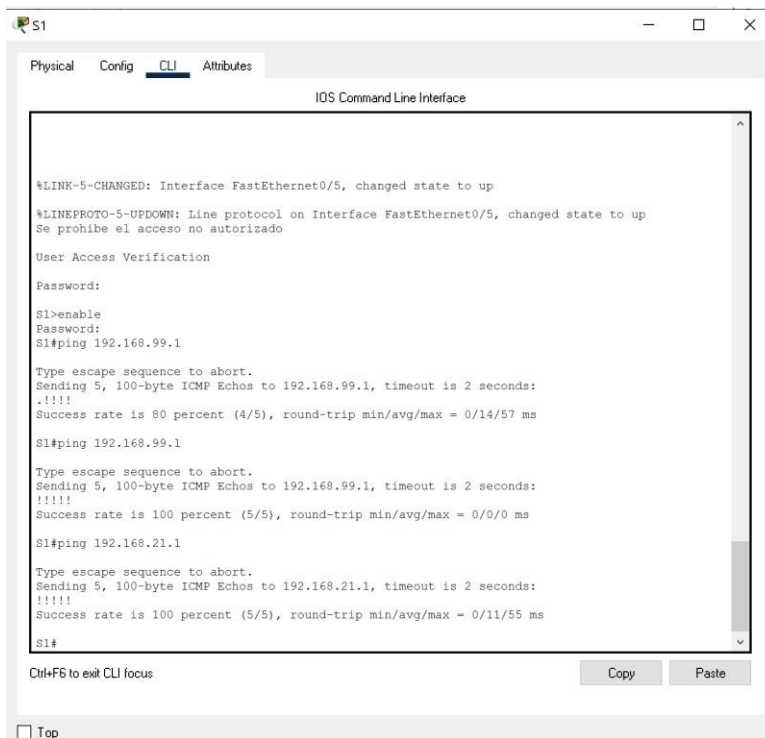 S1
Physical Config CLI Attributes
IOS Command Line Interface
%LINK-5-CHANGED: Interface FastEthernet0/5, changed state to up
%LINEPROTO-5-UPDOWN: Line protocol on Interface FastEthernet0/5, changed state to up
Se prohibe el acceso no autorizado
User Access Verification
Password:
S1>enable
Password:
S1#ping 192.168.99.1
Type escape sequence to abort.
Sending 5, 100-byte ICMP Echos to 192.168.99.1, timeout is 2 seconds:
.!!!!
Success rate is 80 percent (4/5), round-trip min/avg/max = 0/14/57 ms
S1#ping 192.168.99.1
Type escape sequence to abort.
Sending 5, 100-byte ICMP Echos to 192.168.99.1, timeout is 2 seconds:
!!!!!
Success rate is 100 percent (5/5), round-trip min/avg/max = 0/0/0 ms
S1#ping 192.168.21.1
Type escape sequence to abort.
Sending 5, 100-byte ICMP Echos to 192.168.21.1, timeout is 2 seconds:
!!!!!
Success rate is 100 percent (5/5), round-trip min/avg/max = 0/11/55 ms
S1#
Ctrl+F6 to exit CLI focus
Copy Paste
Top